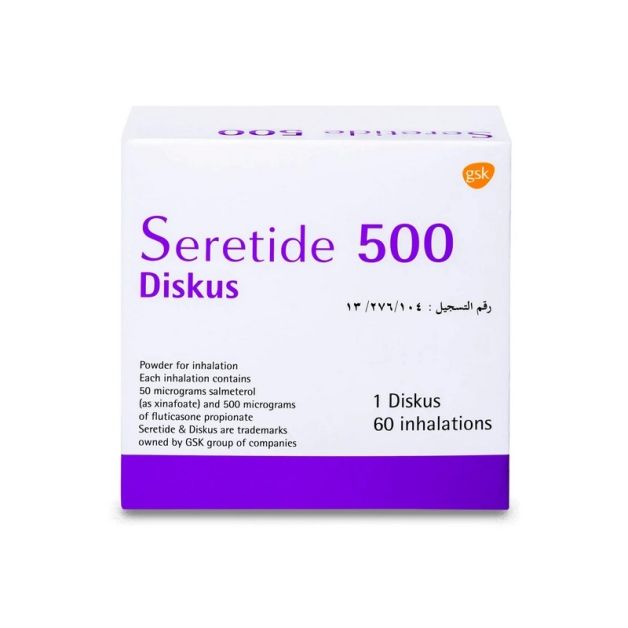 Seretide 500
gsk
Seretide 500
Diskus
رقم التسجيل : ١٣ /٢٧٦/١٠٤
Powder for inhalation
Each inhalation contains
50 micrograms salmeterol
(as xinafoate) and 500 micrograms
of fluticasone propionate
Seretide & Diskus are trademarks
owned by GSK group of companies
1 Diskus
60 inhalations